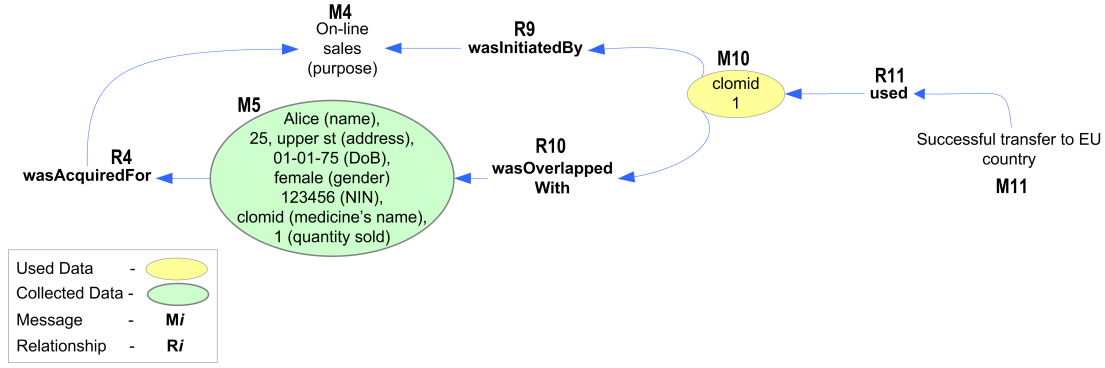 M4
On-line
sales
(purpose)
R9
wasInitiatedBy
M10
clomid
1
R11
used
Successful transfer to EU
country
M11
M5
Alice (name),
25, upper st (address),
01-01-75 (DoB),
female (gender)
123456 (NIN),
clomid (medicine's name),
1 (quantity sold)
R4
wasAcquiredFor
R10
wasOverlapped
With
Used Data -
Collected Data -
Message - Mi
Relationship - Ri